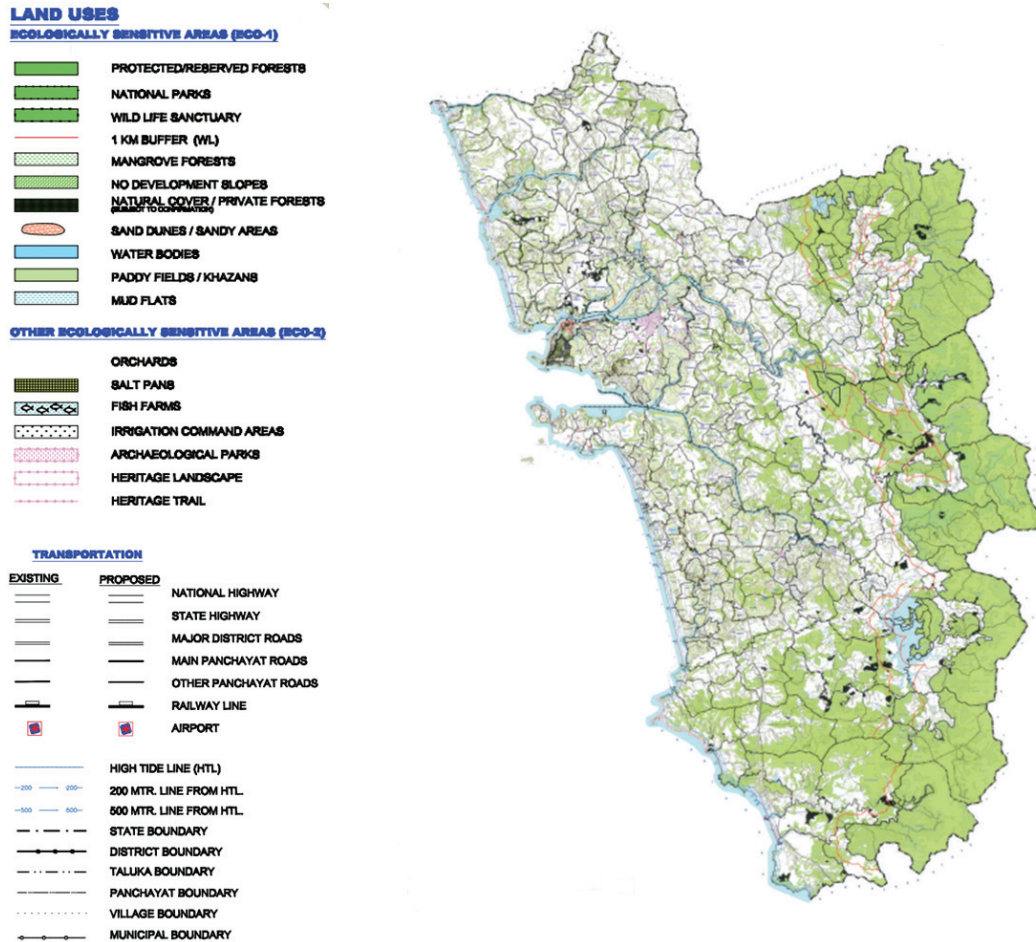 LAND USES
ECOLOGICALLY SENSITIVE AREAS (ECO-1)
PROTECTED/RESERVED FORESTS
NATIONAL PARKS
WILD LIFE SANCTUARY
1 KM BUFFER (WL)
MANGROVE FORESTS
NO DEVELOPMENT SLOPES
NATURAL COVER / PRIVATE FORESTS
(SUBJECT TO CONFIRMATION)
SAND DUNES / SANDY AREAS
WATER BODIES
PADDY FIELDS / KHAZANS
MUD FLATS
OTHER ECOLOGICALLY SENSITIVE AREAS (ECO-2)
ORCHARDS
SALT PANS
FISH FARMS
IRRIGATION COMMAND AREAS
ARCHAEOLOGICAL PARKS
HERITAGE LANDSCAPE
HERITAGE TRAIL
TRANSPORTATION
EXISTING PROPOSED
NATIONAL HIGHWAY
STATE HIGHWAY
MAJOR DISTRICT ROADS
MAIN PANCHAYAT ROADS
OTHER PANCHAYAT ROADS
RAILWAY LINE
AIRPORT
HIGH TIDE LINE (HTL)
200 200 200 MTR. LINE FROM HTL.
500 500 500 MTR. LINE FROM HTL.
STATE BOUNDARY
DISTRICT BOUNDARY
TALUKA BOUNDARY
PANCHAYAT BOUNDARY
VILLAGE BOUNDARY
MUNICIPAL BOUNDARY